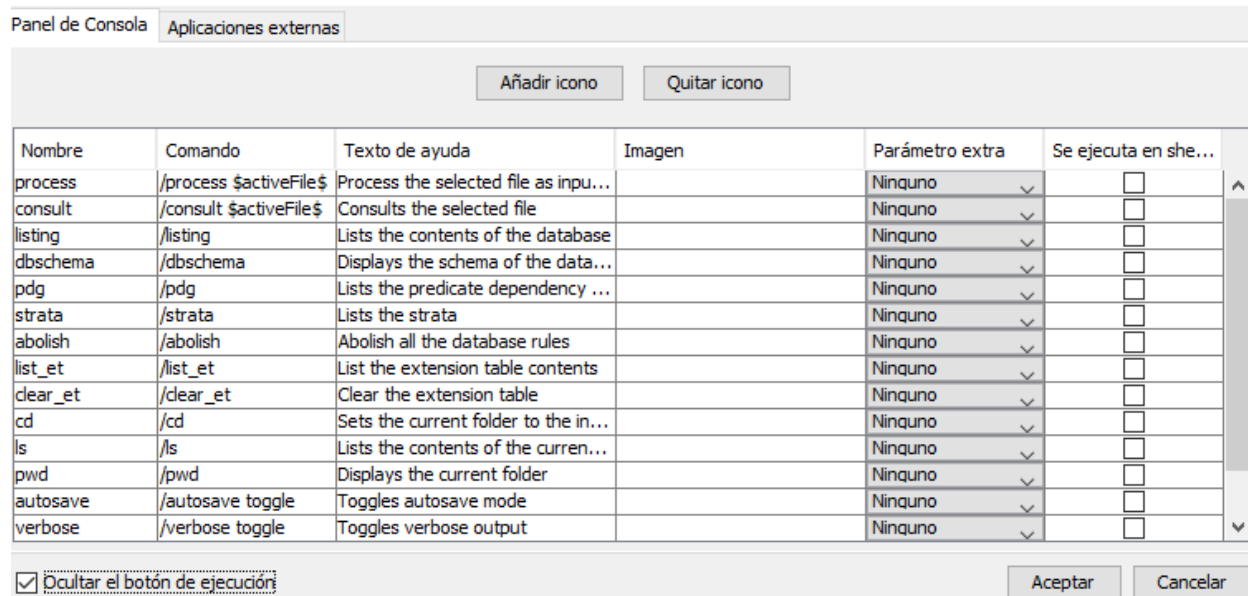 Panel de Consola Aplicaciones externas
Añadir icono Quitar icono
Nombre Comando Texto de ayuda Imagen Parámetro extra Se ejecuta en she...
process /process $activeFile$ Process the selected file as inpu... Ninguno
consult /consult $activeFile$ Consults the selected file Ninguno
listing /listing Lists the contents of the database Ninguno
dbschema /dbschema Displays the schema of the data... Ninguno
pdg /pdg Lists the predicate dependency ... Ninguno
strata /strata Lists the strata Ninguno
abolish /abolish Abolish all the database rules Ninguno
list_et /list_et List the extension table contents Ninguno
clear_et /clear_et Clear the extension table Ninguno
cd /cd Sets the current folder to the in... Ninguno
ls /ls Lists the contents of the curren... Ninguno
pwd /pwd Displays the current folder Ninguno
autosave /autosave toggle Toggles autosave mode Ninguno
verbose /verbose toggle Toggles verbose output Ninguno
Ocultar el botón de ejecución Aceptar Cancelar